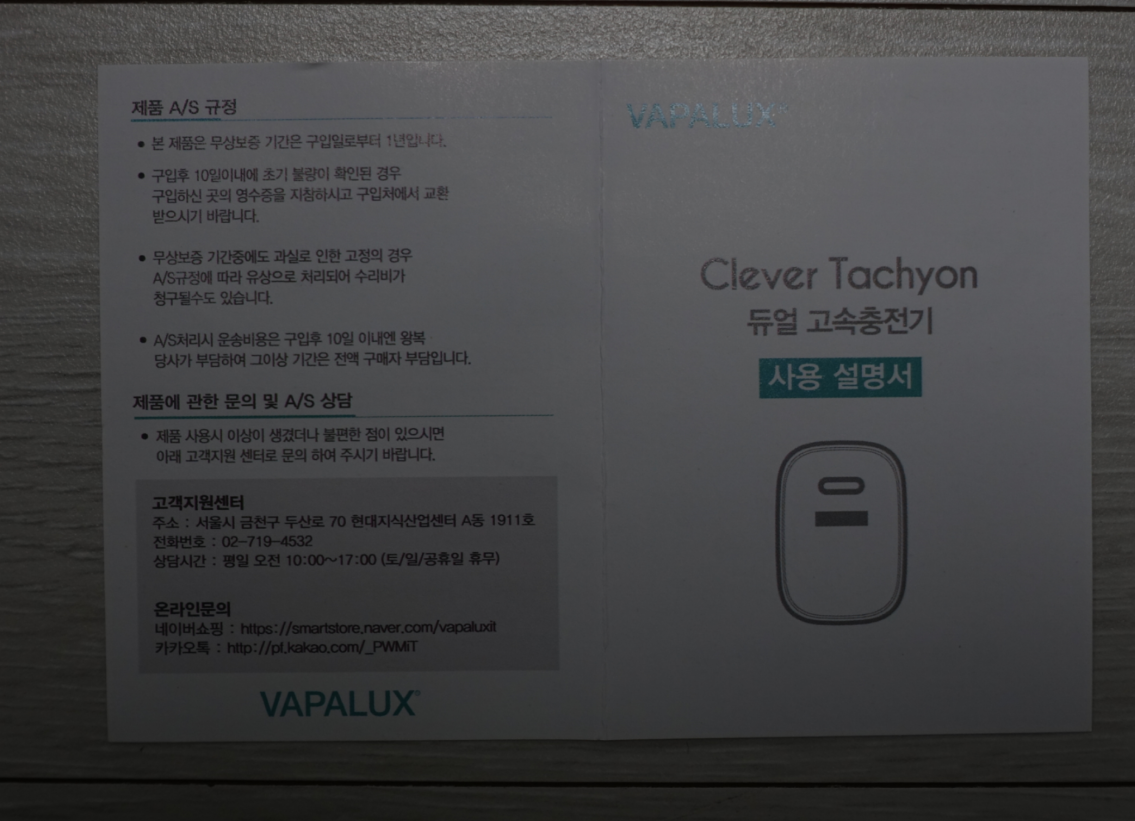 제품 A/S 규정
● 본 제품은 무상보증 기간은 구입일로부터 1년입니다.
● 구입후 10일이내에 초기 불량이 확인된 경우
구입하신 곳의 영수증을 지참하시고 구입처에서 교환
받으시기 바랍니다.
● 무상보증 기간중에도 과실로 인한 고정의 경우
A/S규정에 따라 유상으로 처리되어 수리비가
청구될수도 있습니다.
● A/S처리시 운송비용은 구입후 10일 이내엔 왕복
당사가 부담하여 그이상 기간은 전액 구매자 부담입니다.
제품에 관한 문의 및 A/S 상담
● 제품 사용시 이상이 생겼더나 불편한 점이 있으시면
아래 고객지원 센터로 문의 하여 주시기 바랍니다.
고객지원센터
주소 : 서울시 금천구 두산로 70 현대지식산업센터 A동 1911호
전화번호 : 02-719-4532
상담시간 : 평일 오전 10:00~17:00 (토/일/공휴일 휴무)
온라인문의
네이버쇼핑 : https://smartstore.naver.com/vapaluxit
카카오톡 : http://pl.kakao.com/_PWMiT
VAPALUX®
VAPALUX®
Clever Tachyon
듀얼 고속충전기
사용 설명서